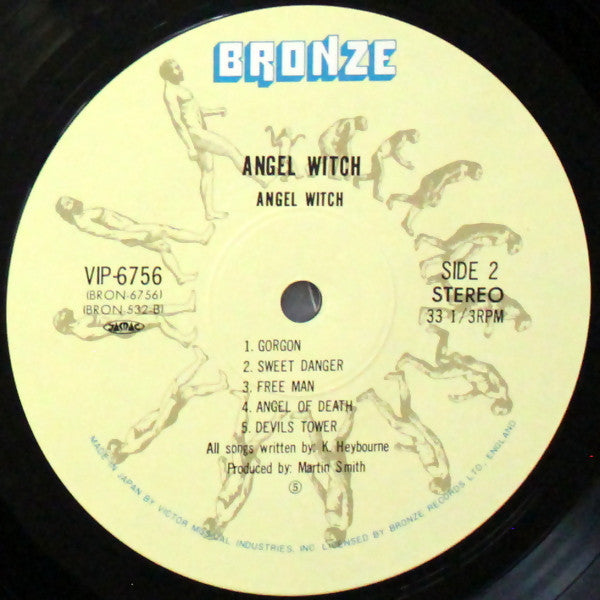 BRONZE
ANGEL WITCH
ANGEL WITCH
VIP-6756
(BRON-6756)
(BRON 532-B)
JASRAC
SIDE 2
STEREO
33 1/3RPM
1. GORGON
2. SWEET DANGER
3. FREE MAN
4. ANGEL OF DEATH
5. DEVILS TOWER
All songs written by: K. Heybourne
Produced by: Martin Smith
5
MADE IN JAPAN BY VICTOR MUSICAL INDUSTRIES, INC. LICENSED BY BRONZE RECORDS LTD., ENGLAND